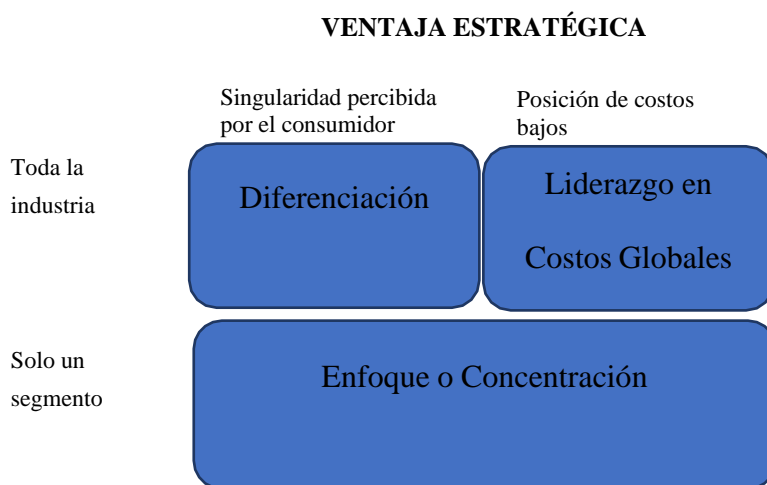 VENTAJA ESTRATÉGICA
Singularidad percibida
por el consumidor
Posición de costos
bajos
Toda la
industria
Diferenciación
Liderazgo en
Costos Globales
Solo un
segmento
Enfoque o Concentración